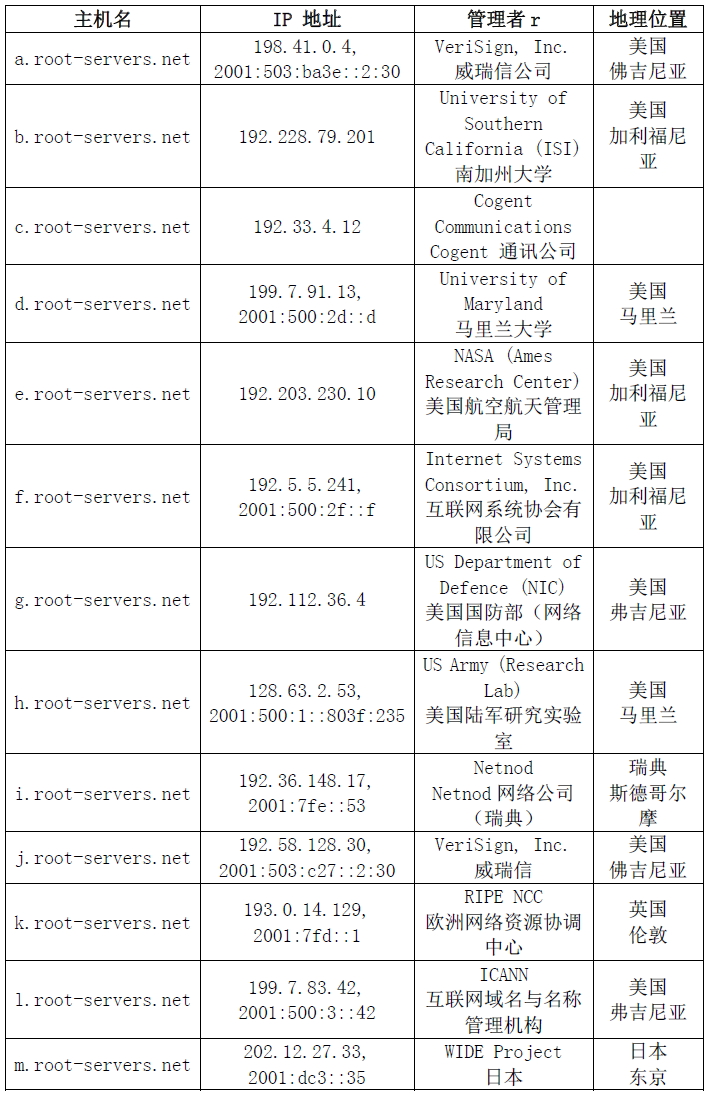 主机名 IP 地址 管理者 r 地理位置
a.root-servers.net
198.41.0.4,
2001:503:ba3e::2:30
VeriSign, Inc.
威瑞信公司
美国
佛吉尼亚
b.root-servers.net
192.228.79.201
University of
Southern
California (ISI)
南加州大学
美国
加利福尼
亚
c.root-servers.net
192.33.4.12
Cogent
Communications
Cogent 通讯公司
d.root-servers.net
199.7.91.13,
2001:500:2d::d
University of
Maryland
马里兰大学
美国
马里兰
e.root-servers.net
192.203.230.10
NASA (Ames
Research Center)
美国航空航天管理
局
美国
加利福尼
亚
f.root-servers.net
192.5.5.241,
2001:500:2f::f
Internet Systems
Consortium, Inc.
互联网系统协会有
限公司
美国
加利福尼
亚
g.root-servers.net
192.112.36.4
US Department of
Defence (NIC)
美国国防部（网络
信息中心）
美国
弗吉尼亚
h.root-servers.net
128.63.2.53,
2001:500:1::803f:235
US Army (Research
Lab)
美国陆军研究实验
室
美国
马里兰
i.root-servers.net
192.36.148.17,
2001:7fe::53
Netnod
Netnod 网络公司
（瑞典）
瑞典
斯德哥尔
摩
j.root-servers.net
192.58.128.30,
2001:503:c27::2:30
VeriSign, Inc.
威瑞信
美国
佛吉尼亚
k.root-servers.net
193.0.14.129,
2001:7fd::1
RIPE NCC
欧洲网络资源协调
中心
英国
伦敦
l.root-servers.net
199.7.83.42,
2001:500:3::42
ICANN
互联网域名与名称
管理机构
美国
弗吉尼亚
m.root-servers.net
202.12.27.33,
2001:dc3::35
WIDE Project
日本
日本
东京